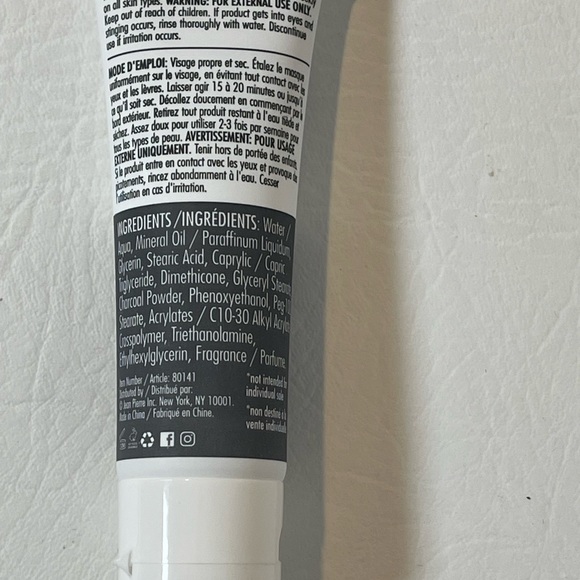 on all skin types. WARNING: FOR EXTERNAL USE ONLY.
Keep out of reach of children. If product gets into eyes and
stinging occurs, rinse thoroughly with water. Discontinue
use if irritation occurs.
MODE D'EMPLOI: Visage propre et sec. Étalez le masque
uniformément sur le visage, en évitant tout contact avec les
yeux et les lèvres. Laisser agir 15 à 20 minutes ou jusqu'à
ce qu'il soit sec. Décollez doucement en commençant par le
bord extérieur. Retirez tout produit restant à l'eau tiède et
séchez. Assez doux pour utiliser 2-3 fois par semaine pour
tous les types de peau. AVERTISSEMENT: POUR USAGE
EXTERNE UNIQUEMENT. Tenir hors de portée des enfants.
Si le produit entre en contact avec les yeux et provoque des
picotements, rincez abondamment à l'eau. Cesser
l'utilisation en cas d'irritation.
INGREDIENTS / INGRÉDIENTS: Water /
Aqua, Mineral Oil / Paraffinum Liquidum,
Glycerin, Stearic Acid, Caprylic / Capric
Triglyceride, Dimethicone, Glyceryl Stearate,
Charcoal Powder, Phenoxyethanol, Peg-100
Stearate, Acrylates / C10-30 Alkyl Acrylate
Crosspolymer, Triethanolamine,
Ethylhexylglycerin, Fragrance / Parfume.
Item Number / Article: 80141
Distributed by / Distribué par:
© Jean Pierre Inc. New York, NY 10001.
Made in China / Fabriqué en Chine.
*not intended for
individual sale
*non destiné à la
vente individuelle